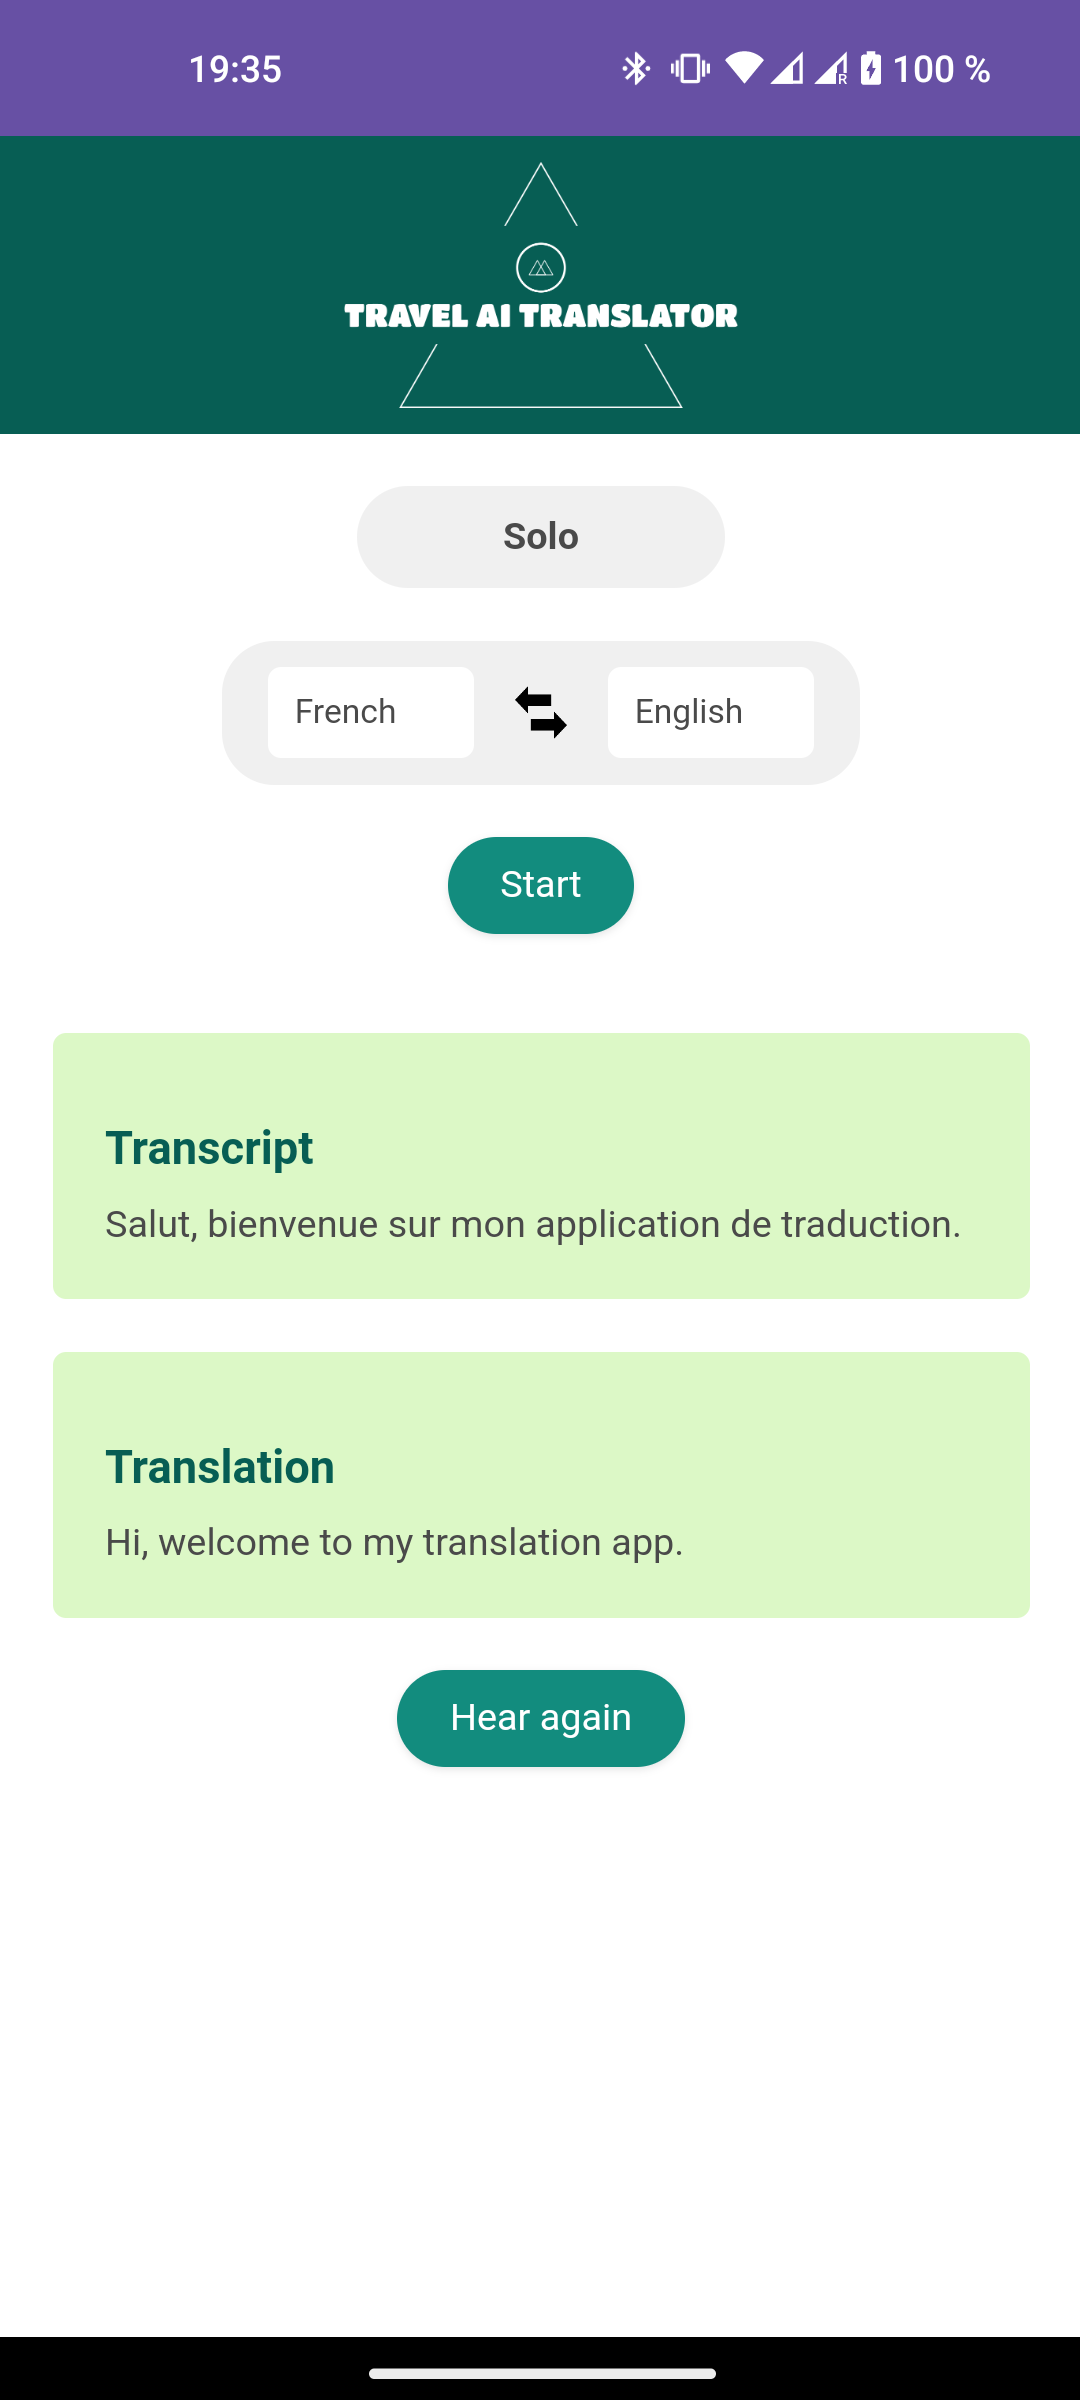 19:35
R
100 %
TRAVEL AI TRANSLATOR
Solo
French
English
Start
Transcript
Salut, bienvenue sur mon application de traduction.
Translation
Hi, welcome to my translation app.
Hear again